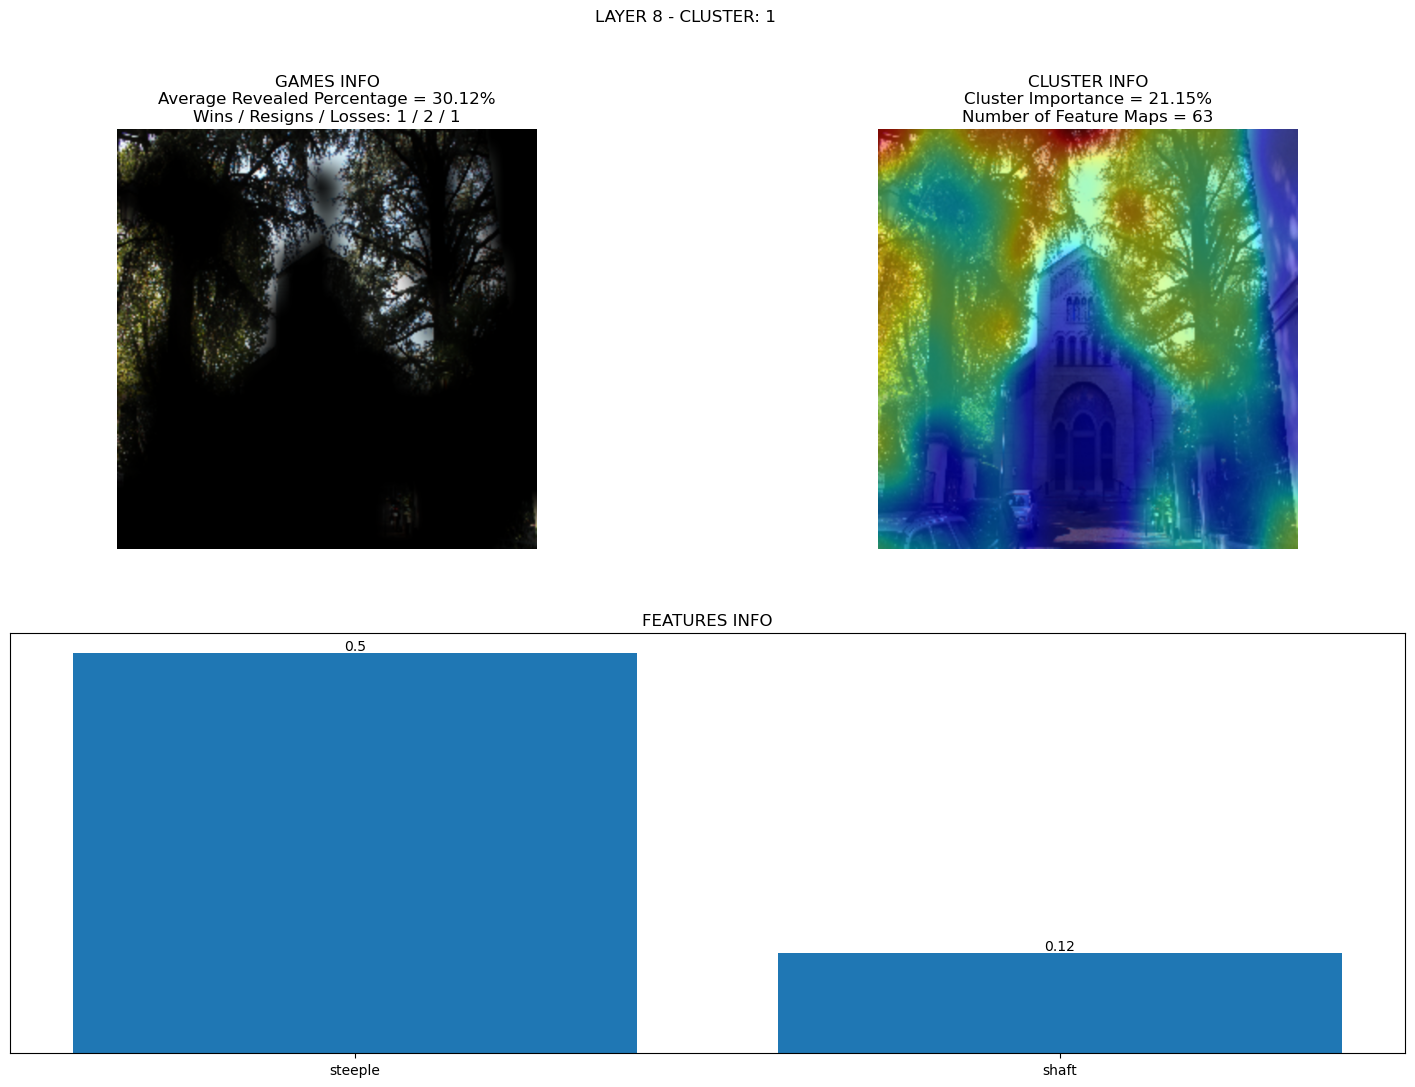 LAYER 8 - CLUSTER: 1
GAMES INFO
Average Revealed Percentage = 30.12%
Wins / Resigns / Losses: 1 / 2 / 1
CLUSTER INFO
Cluster Importance = 21.15%
Number of Feature Maps = 63
FEATURES INFO
0.5
0.12
steeple
shaft